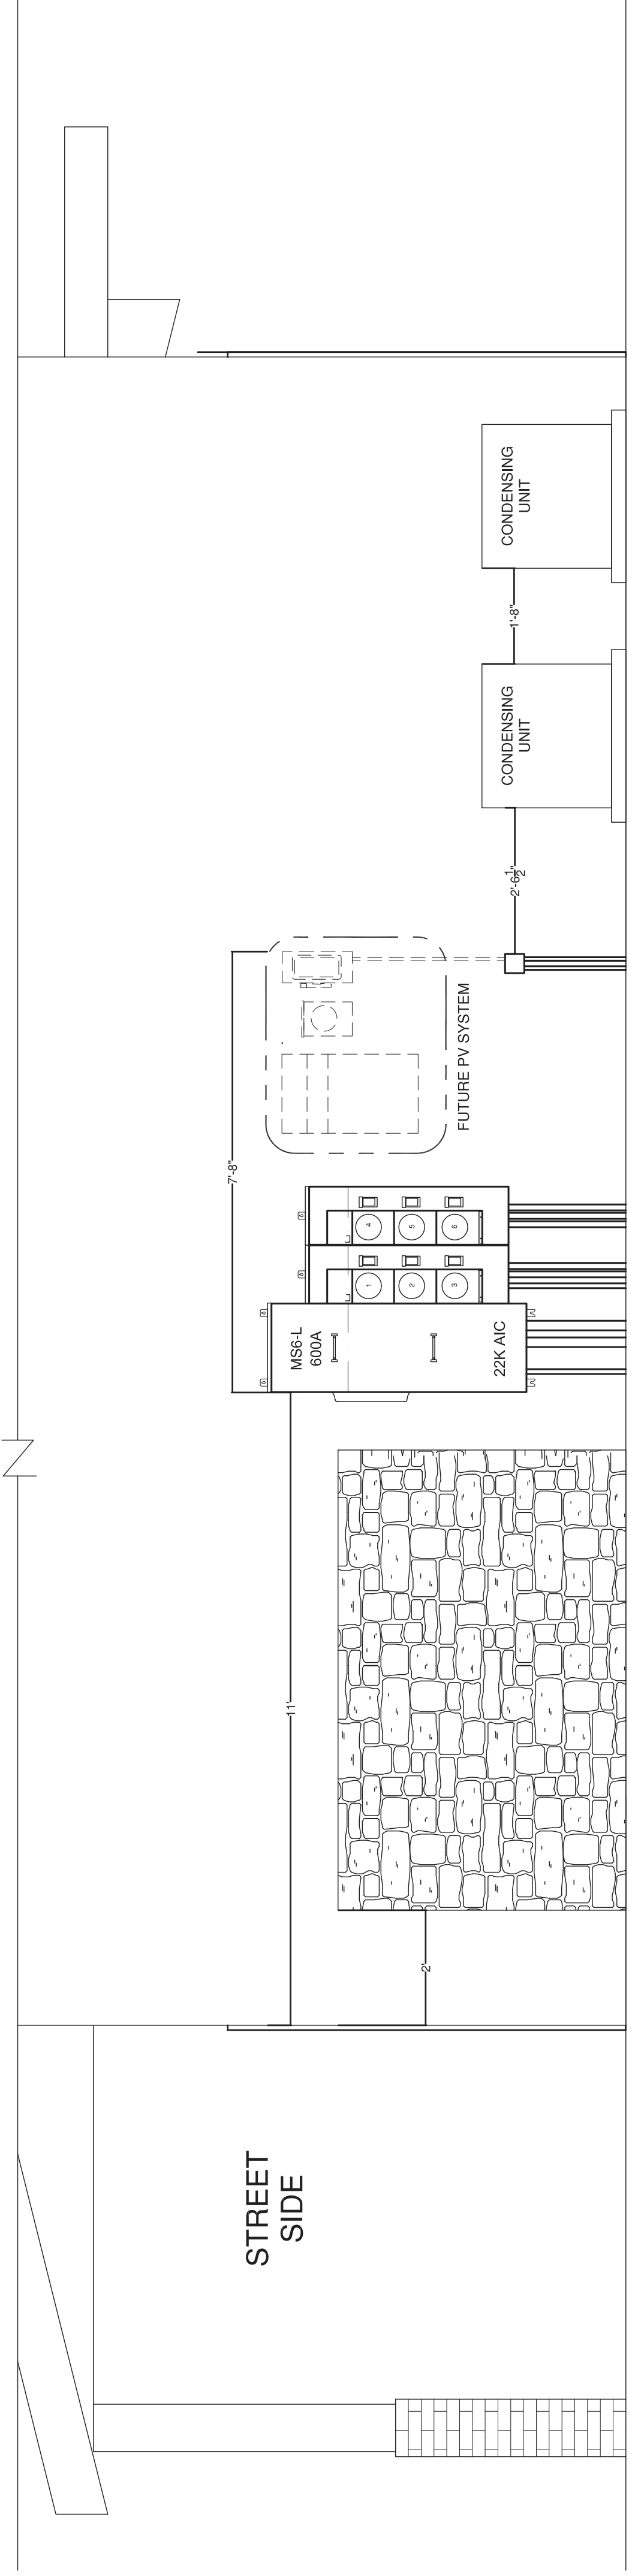 STREET
SIDE
2'
11'
MS6-L
600A
22K AIC
1
2
3
4
5
6
7'-8"
FUTURE PV SYSTEM
2'-6 1/2"
CONDENSING
UNIT
1'-8"
CONDENSING
UNIT